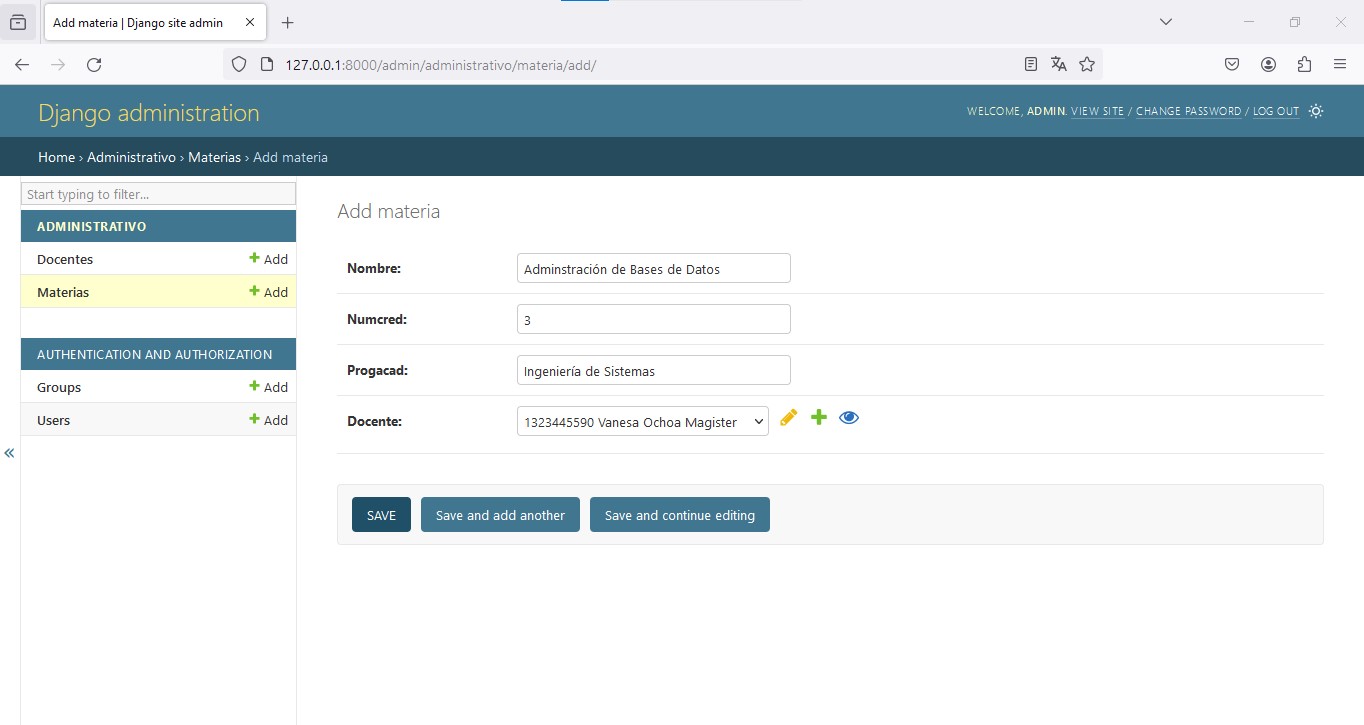 Add materia | Django site admin
127.0.0.1:8000/admin/administrativo/materia/add/
Django administration
WELCOME, ADMIN. VIEW SITE / CHANGE PASSWORD / LOG OUT
Home › Administrativo › Materias › Add materia
Start typing to filter...
ADMINISTRATIVO
Docentes Add
Materias Add
AUTHENTICATION AND AUTHORIZATION
Groups Add
Users Add
«
Add materia
Nombre: Adminstración de Bases de Datos
Numcred: 3
Progacad: Ingeniería de Sistemas
Docente: 1323445590 Vanesa Ochoa Magister
SAVE Save and add another Save and continue editing